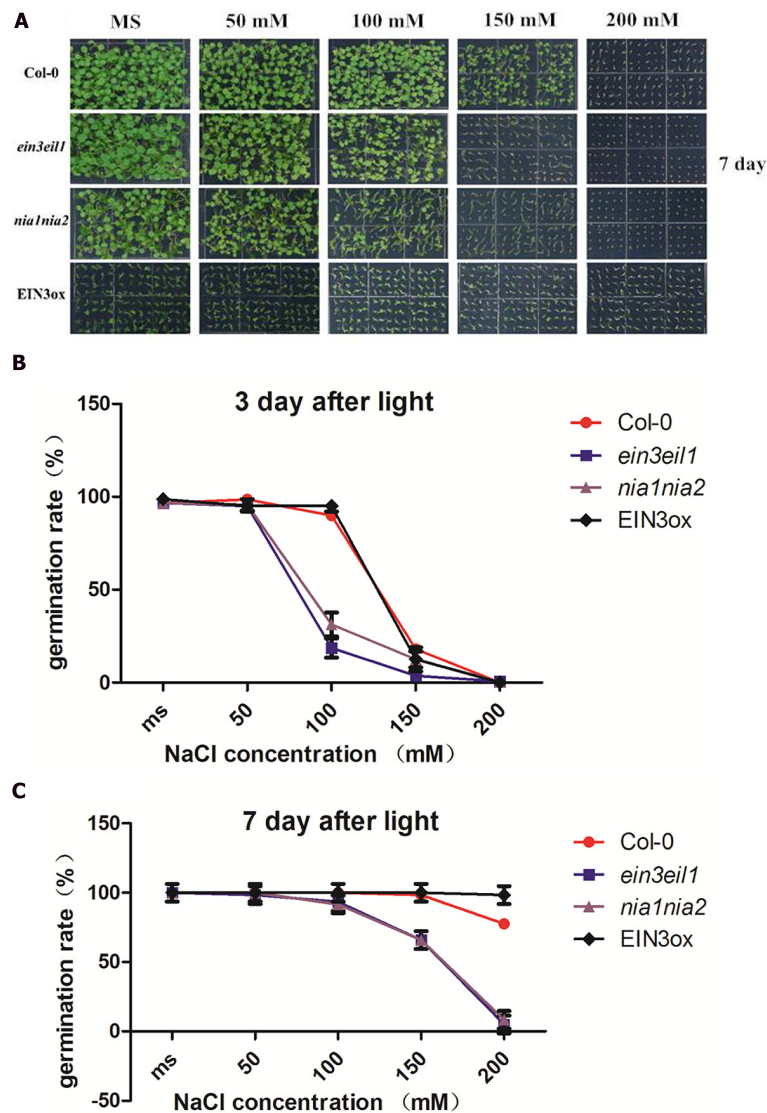 A
MS 50 mM 100 mM 150 mM 200 mM
Col-0
ein3eil1
nia1nia2
EIN3ox
7 day
B
3 day after light
150
100
50
0
germination rate（%）
ms 50 100 150 200
NaCl concentration （mM）
Col-0
ein3eil1
nia1nia2
EIN3ox
C
7 day after light
150
100
50
0
-50
germination rate（%）
ms 50 100 150 200
NaCl concentration （mM）
Col-0
ein3eil1
nia1nia2
EIN3ox